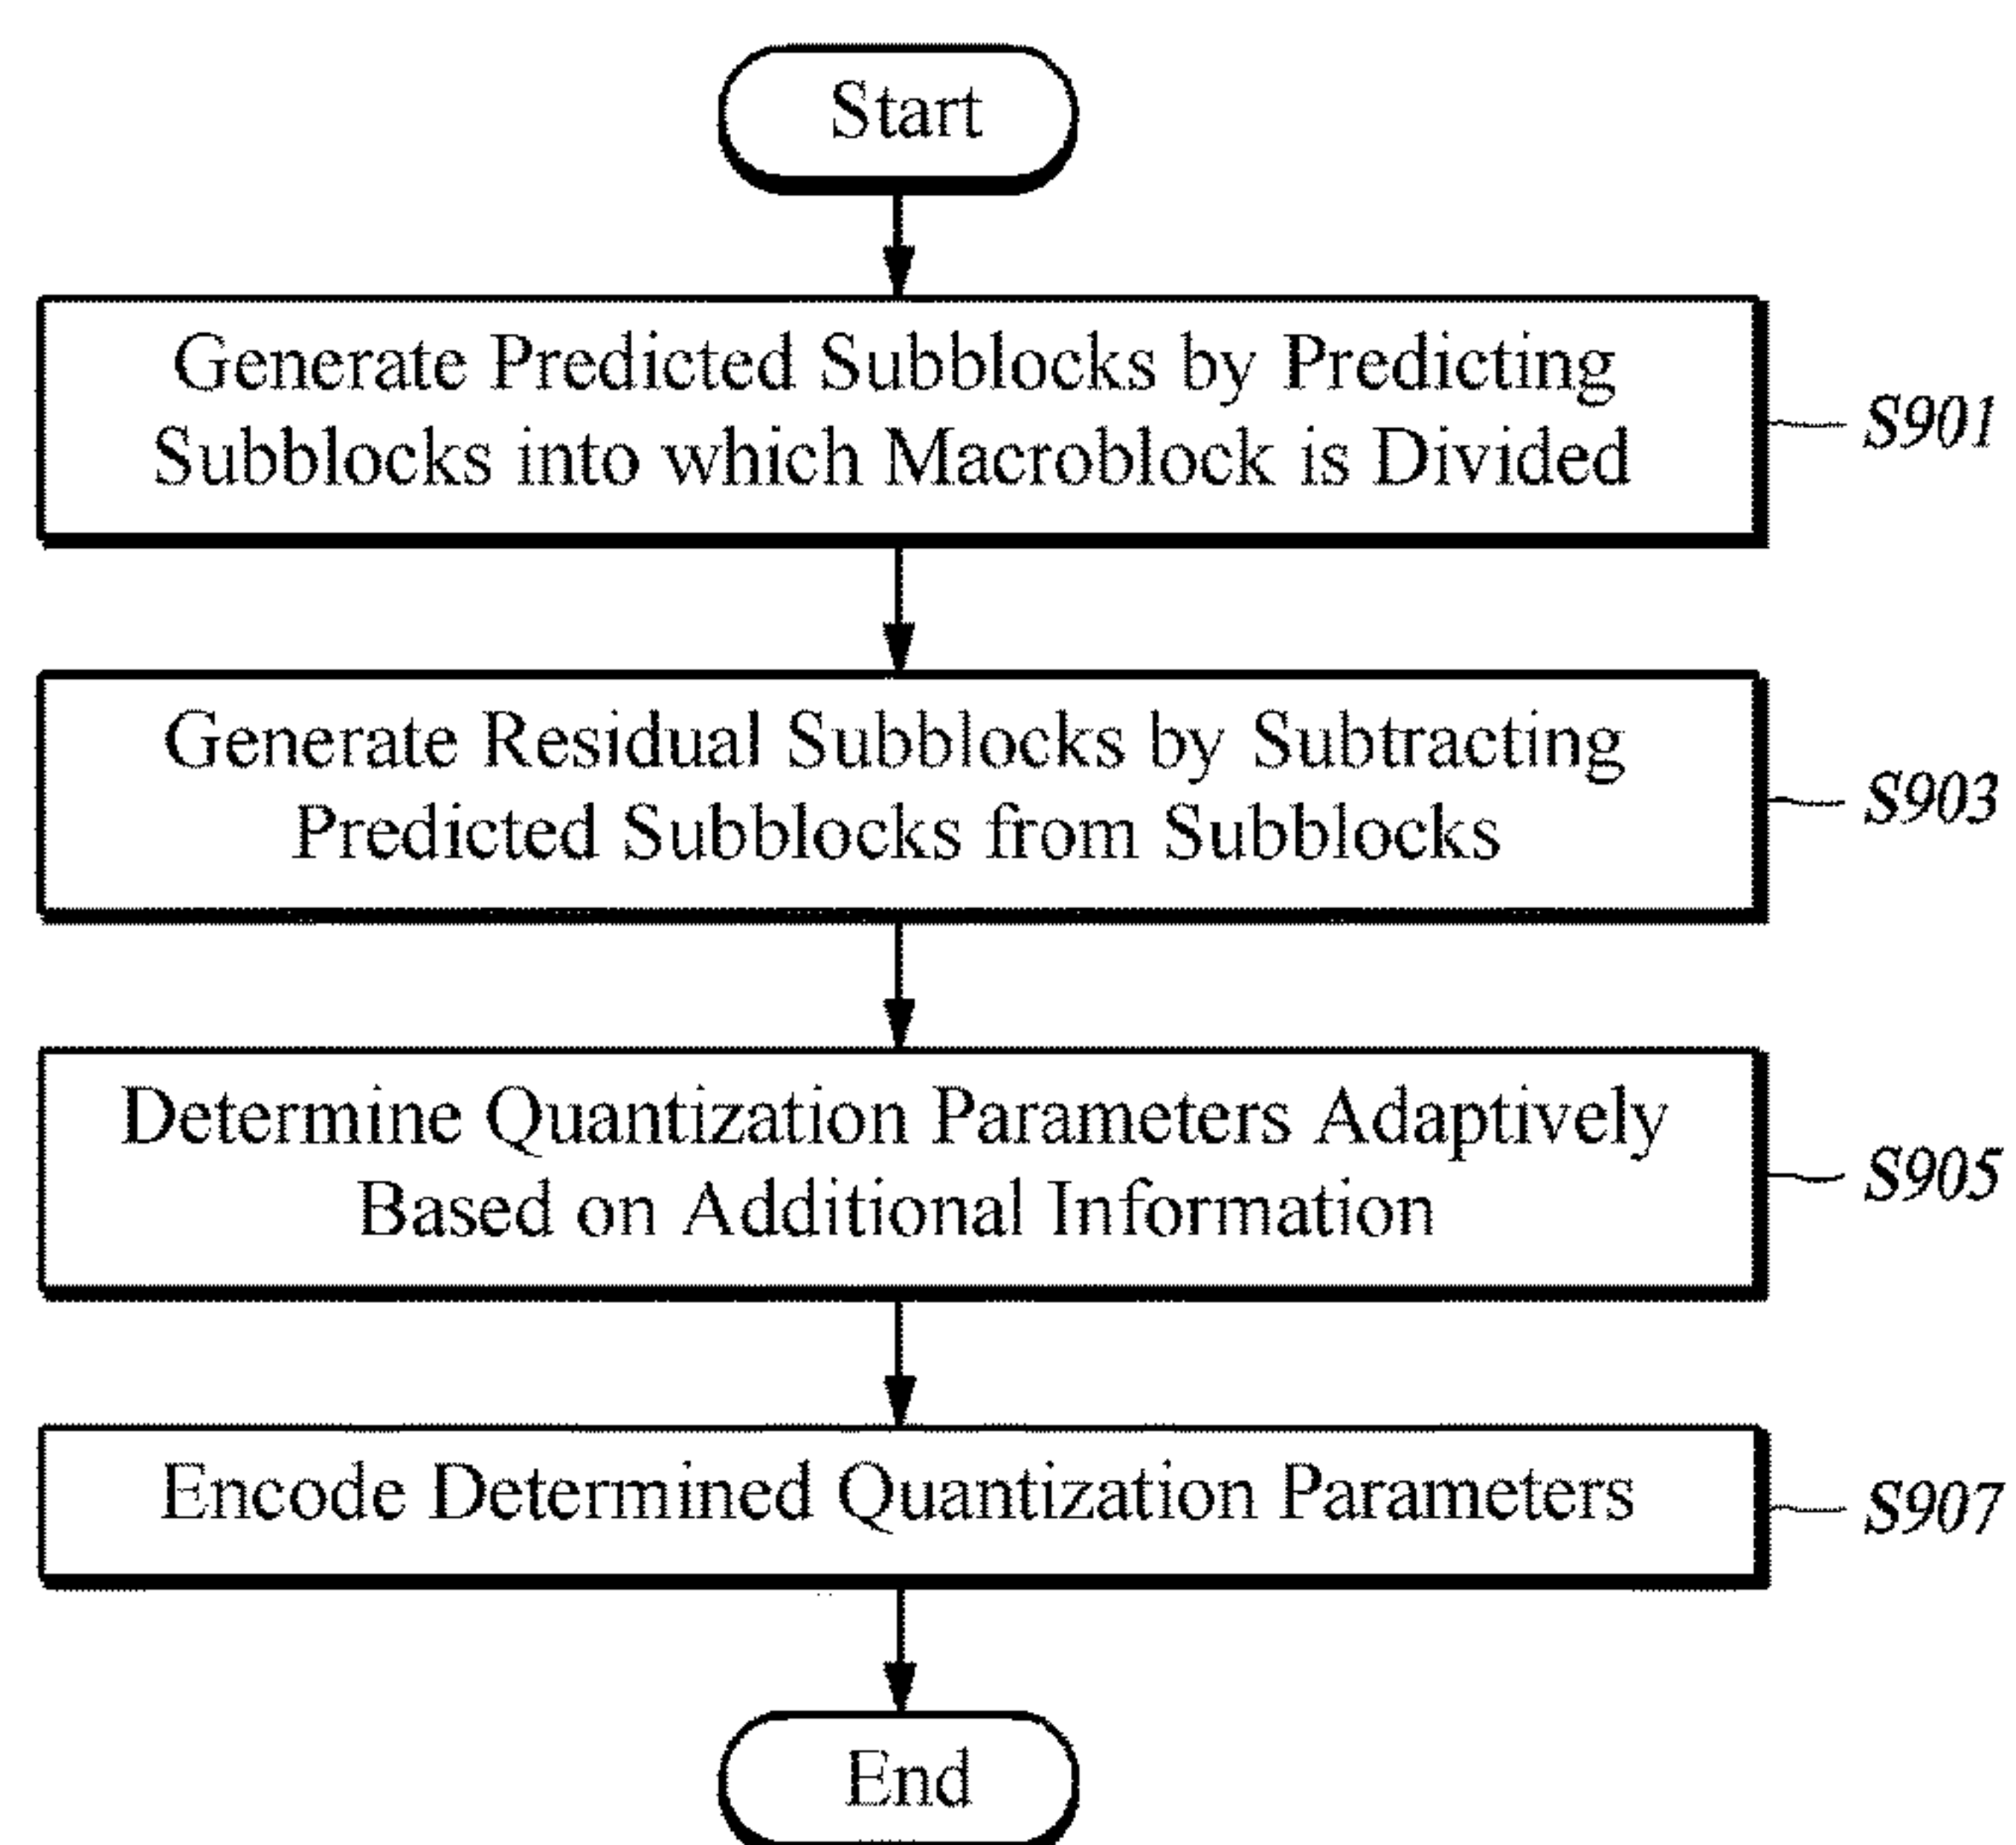 Start
Generate Predicted Subblocks by Predicting
Subblocks into which Macroblock is Divided
S901
Generate Residual Subblocks by Subtracting
Predicted Subblocks from Subblocks
S903
Determine Quantization Parameters Adaptively
Based on Additional Information
S905
Encode Determined Quantization Parameters
S907
End